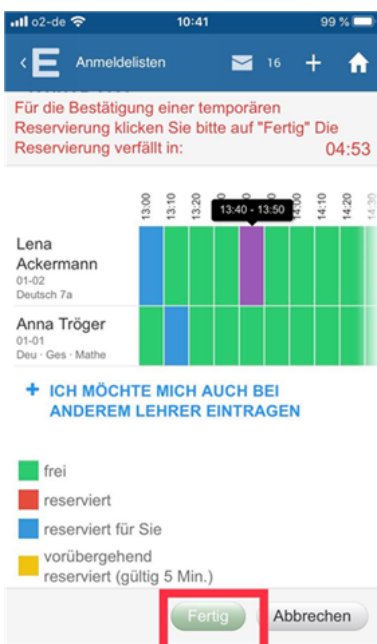 o2-de 10:41 99 %
E Anmeldelisten 16
Für die Bestätigung einer temporären
Reservierung klicken Sie bitte auf "Fertig" Die
Reservierung verfällt in: 04:53
13:00 13:10 13:20 13:40 - 13:50 14:00 14:10 14:20
Lena
Ackermann
01-02
Deutsch 7a
Anna Tröger
01-01
Deu · Ges · Mathe
+ ICH MÖCHTE MICH AUCH BEI
ANDEREM LEHRER EINTRAGEN
frei
reserviert
reserviert für Sie
vorübergehend
reserviert (gültig 5 Min.)
Fertig Abbrechen